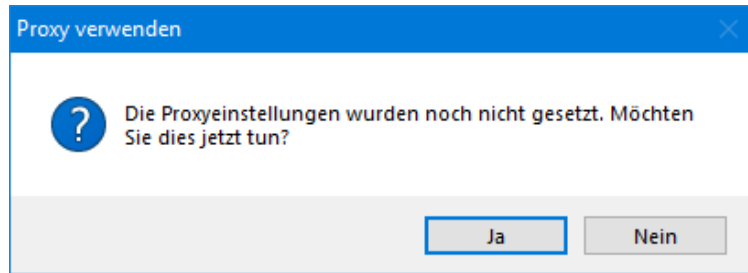 Proxy verwenden
Die Proxyeinstellungen wurden noch nicht gesetzt. Möchten
Sie dies jetzt tun?
Ja
Nein